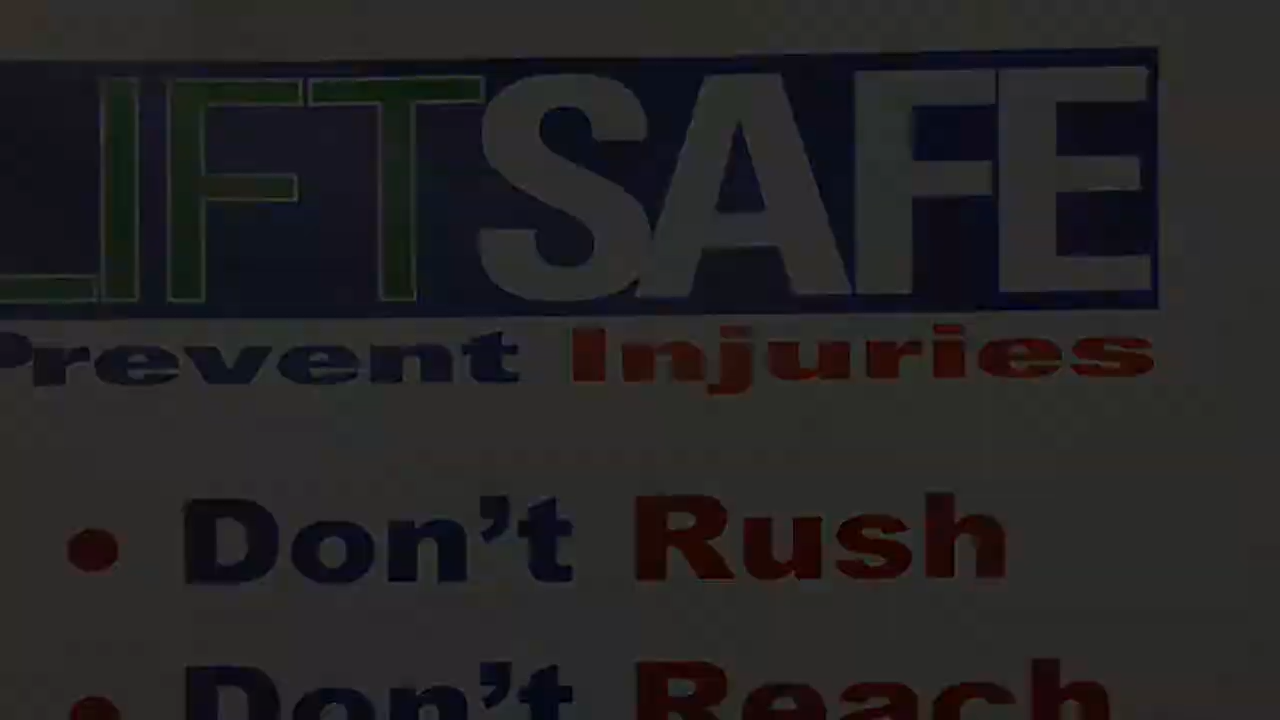 LIFTSAFE
Prevent Injuries
• Don't Rush
• Don't Reach